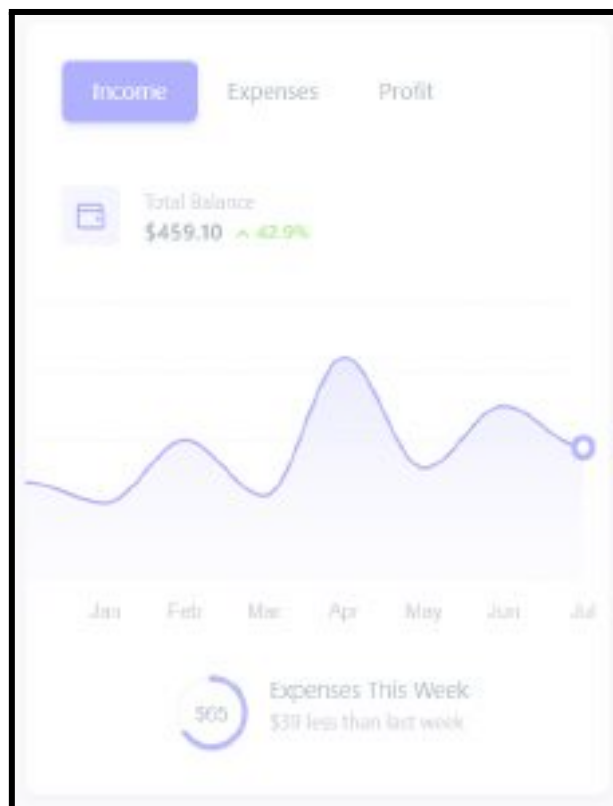 Income Expenses Profit
Total Balance
$459.10 42.9%
Jan Feb Mar Apr May Jun Jul
$65
Expenses This Week
$39 less than last week